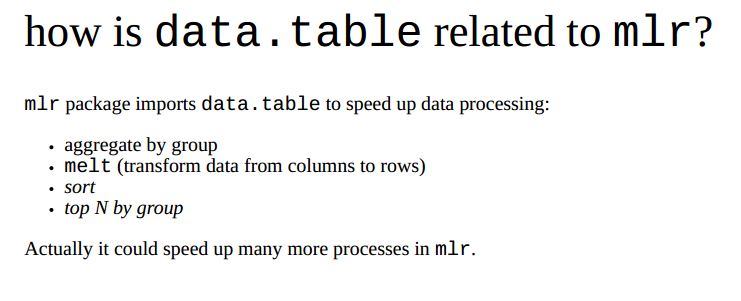 how is data.table related to mlr?
mlr package imports data.table to speed up data processing:
• aggregate by group
• melt (transform data from columns to rows)
• sort
• top N by group
Actually it could speed up many more processes in mlr.